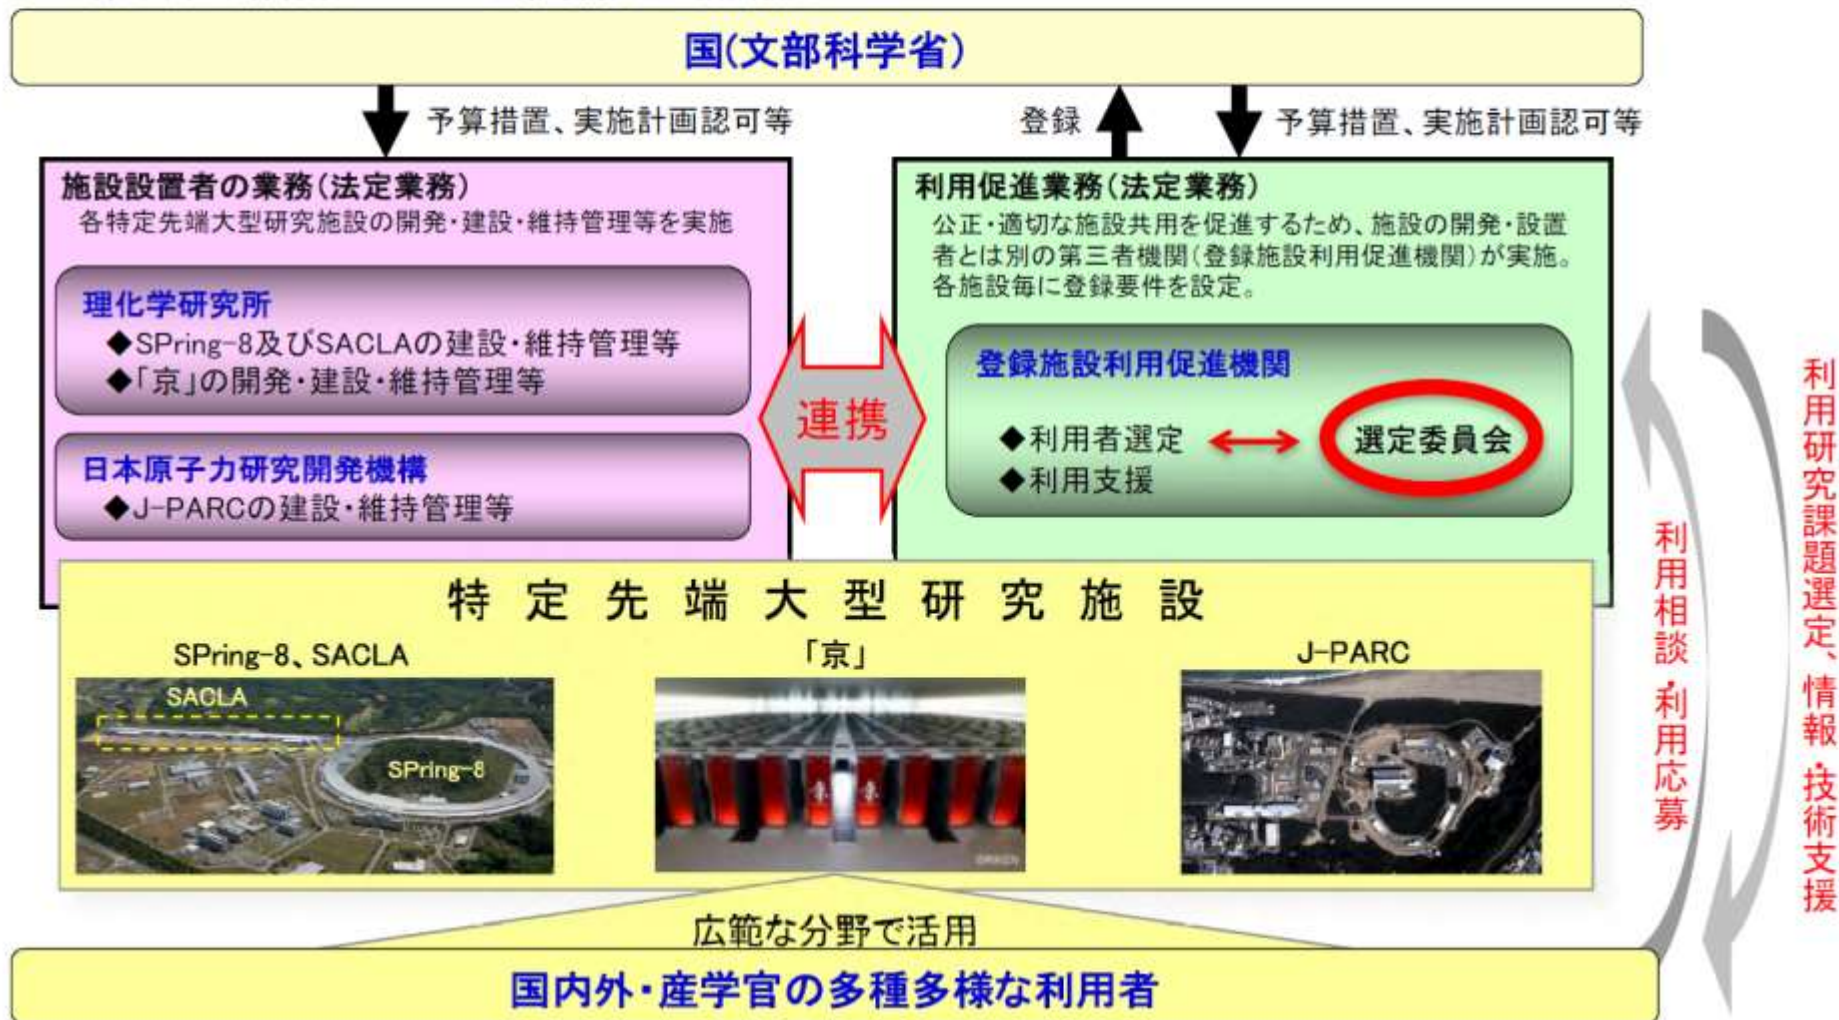 国(文部科学省)
予算措置、実施計画認可等
登録
予算措置、実施計画認可等
施設設置者の業務(法定業務)
各特定先端大型研究施設の開発・建設・維持管理等を実施
理化学研究所
◆SPring-8及びSACLAの建設・維持管理等
◆「京」の開発・建設・維持管理等
日本原子力研究開発機構
◆J-PARCの建設・維持管理等
連携
利用促進業務(法定業務)
公正・適切な施設共用を促進するため、施設の開発・設置
者とは別の第三者機関(登録施設利用促進機関)が実施。
各施設毎に登録要件を設定。
登録施設利用促進機関
◆利用者選定
選定委員会
◆利用支援
特定先端大型研究施設
SPring-8、SACLA
SACLA
SPring-8
「京」
京
京
©RIKEN
J-PARC
利用相談・利用応募
利用研究課題選定、情報・技術支援
広範な分野で活用
国内外・産学官の多種多様な利用者